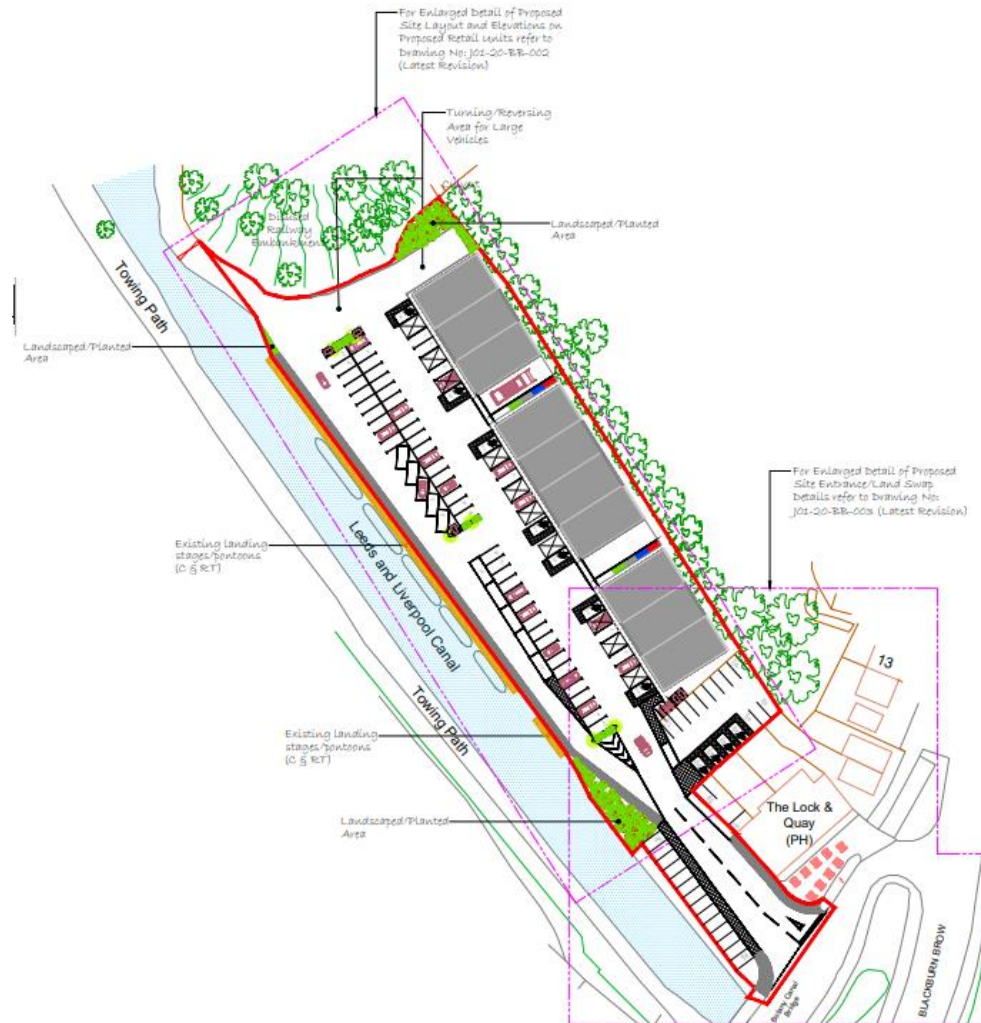 For Enlarged Detail of Proposed
Site Layout and Elevations on
Proposed Retail Units refer to
Drawing No: J01-20-BB-002
(Latest Revision)
Turning/Reversing
Area for Large
Vehicles
Disused
Railway
Embankment
Landscaped/Planted
Area
Towing Path
Landscaped/Planted
Area
For Enlarged Detail of Proposed
Site Entrance/Land Swap
Details refer to Drawing No:
J01-20-BB-003 (Latest Revision)
Existing landing
stages/pontoons
(C & RT)
Leeds and Liverpool Canal
13
Towing Path
Existing landing
stages/pontoons
(C & RT)
The Lock &
Quay
(PH)
Landscaped/Planted
Area
BLACKBURN BROW
Botany Canal
Bridge